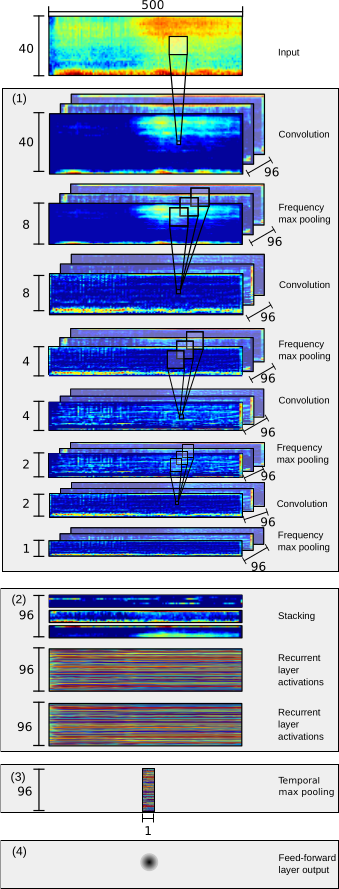 500
40
Input
(1)
40
Convolution
96
8
Frequency
max pooling
96
8
Convolution
96
4
Frequency
max pooling
96
4
Convolution
96
2
Frequency
max pooling
96
2
Convolution
96
1
Frequency
max pooling
96
(2)
96
Stacking
96
Recurrent
layer
activations
96
Recurrent
layer
activations
(3)
96
Temporal
max pooling
1
(4)
Feed-forward
layer output